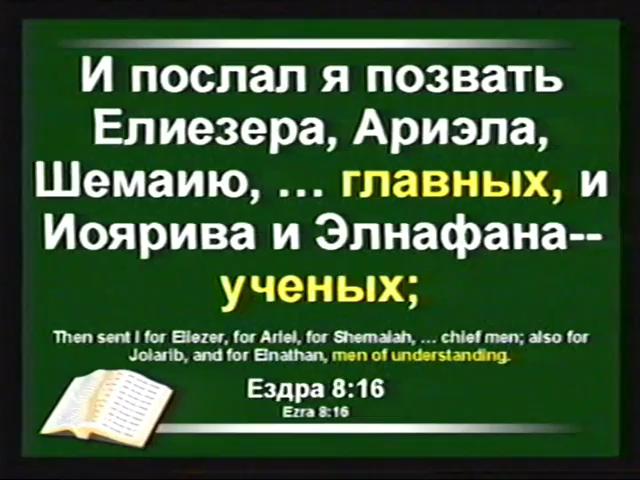 И послал я позвать
Елиезера, Ариэла,
Шемаию, ... главных, и
Иоярива и Элнафана--
ученых;
Then sent I for Eliezer, for Ariel, for Shemaiah, ... chief men; also for
Joiarib, and for Elnathan, men of understanding.
Ездра 8:16
Ezra 8:16